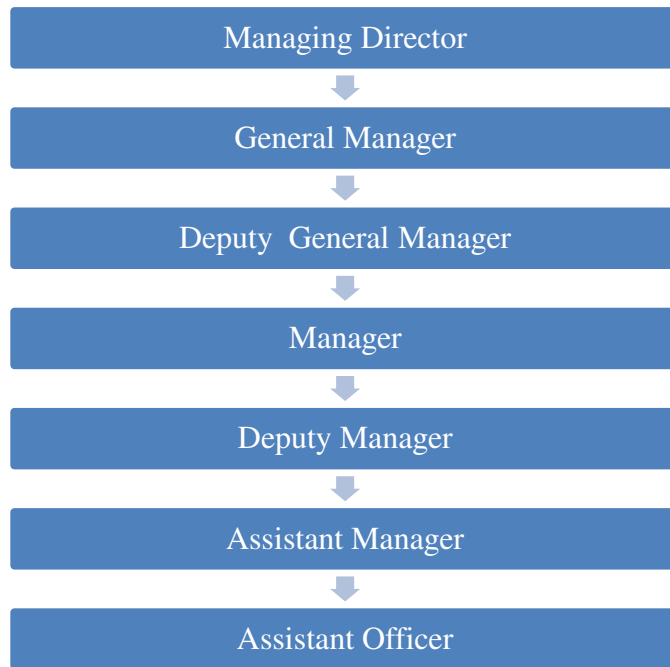 Managing Director
General Manager
Deputy General Manager
Manager
Deputy Manager
Assistant Manager
Assistant Officer